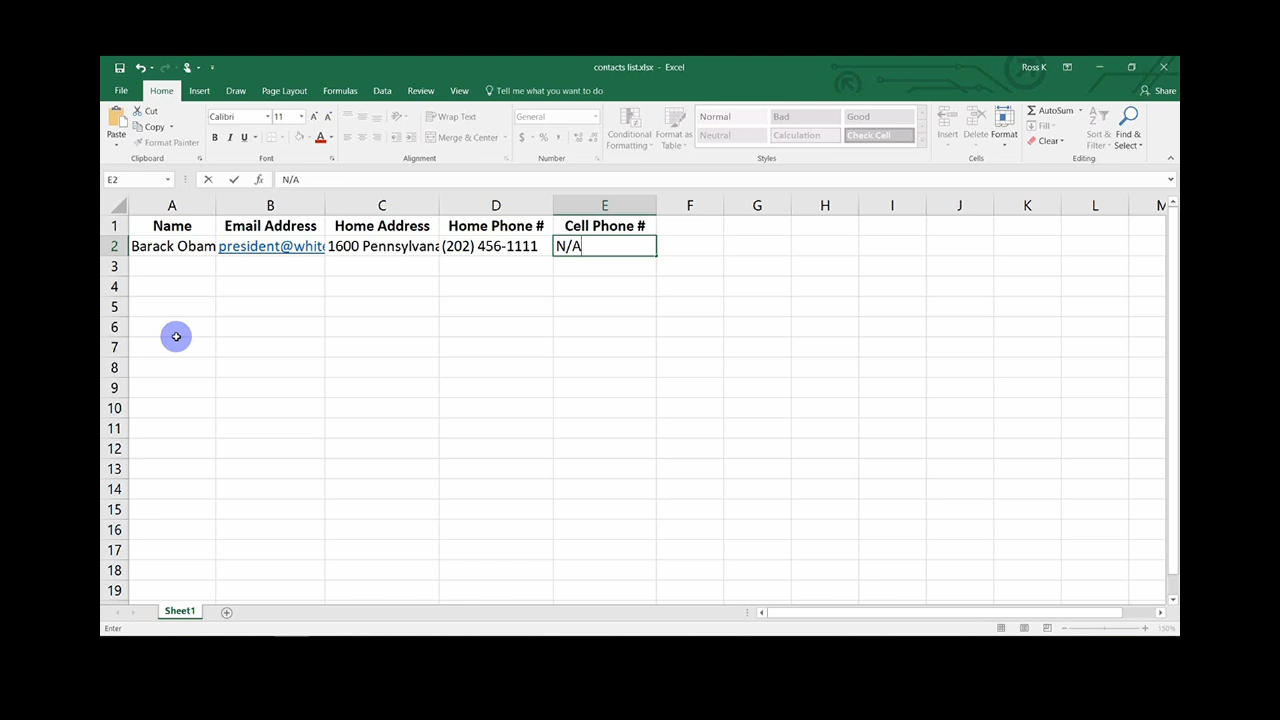 contacts list.xlsx - Excel
Ross K
File Home Insert Draw Page Layout Formulas Data Review View Tell me what you want to do Share
Paste
Cut
Copy
Format Painter
Calibri 11
B I U A
Wrap Text
Merge & Center
General
$ % ,
Conditional Formatting
Format as Table
Normal Bad Good
Neutral Calculation Check Cell
Insert Delete Format
AutoSum
Fill
Clear
Sort & Filter
Find & Select
Clipboard Font Alignment Number Styles Cells Editing
E2 fx N/A
A B C D E F G H I J K L M
1 Name Email Address Home Address Home Phone # Cell Phone #
2 Barack Obam president@white 1600 Pennsylvana (202) 456-1111 N/A
3
4
5
6
7
8
9
10
11
12
13
14
15
16
17
18
19
Sheet1
Enter 150%